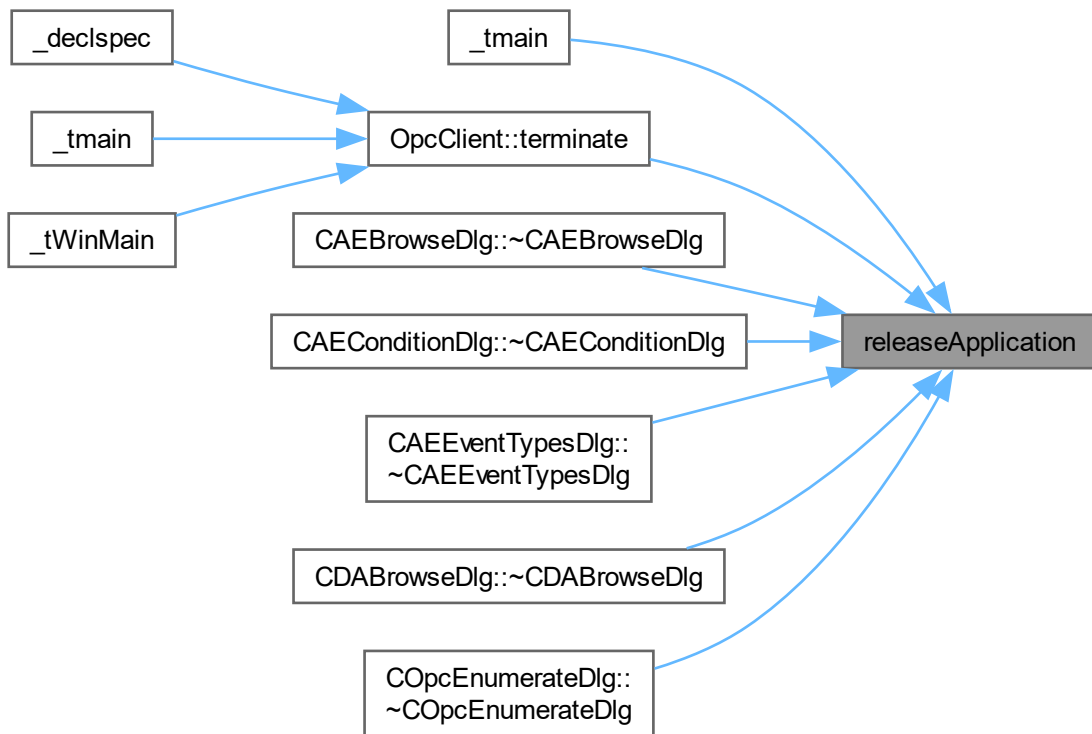 _declspec
_tmain
_tmain
OpcClient::terminate
_tWinMain
CAEBrowseDlg::~CAEBrowseDlg
CAEConditionDlg::~CAEConditionDlg
releaseApplication
CAEEventTypesDlg::
~CAEEventTypesDlg
CDABrowseDlg::~CDABrowseDlg
COpcEnumerateDlg::
~COpcEnumerateDlg